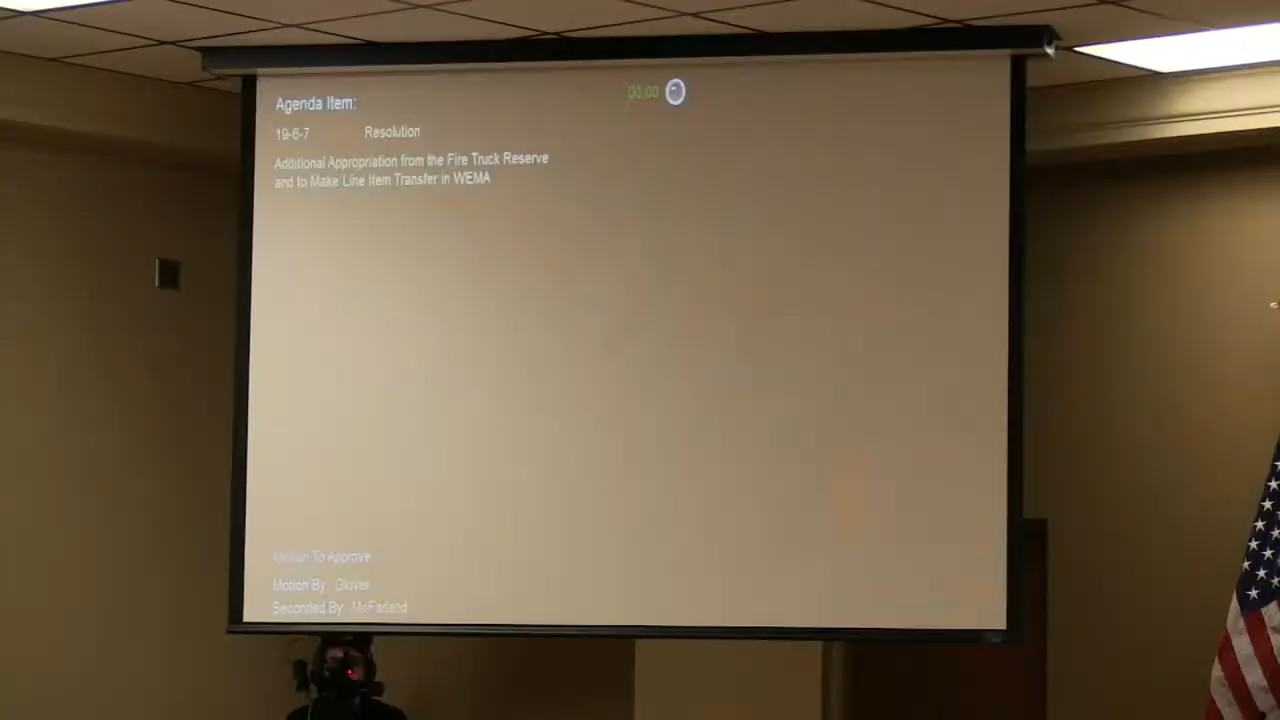 Agenda Item:
00:00
19-6-7 Resolution
Additional Appropriation from the Fire Truck Reserve
and to Make Line Item Transfer in WEMA
Motion To Approve
Motion By: Glover
Seconded By: McFarland